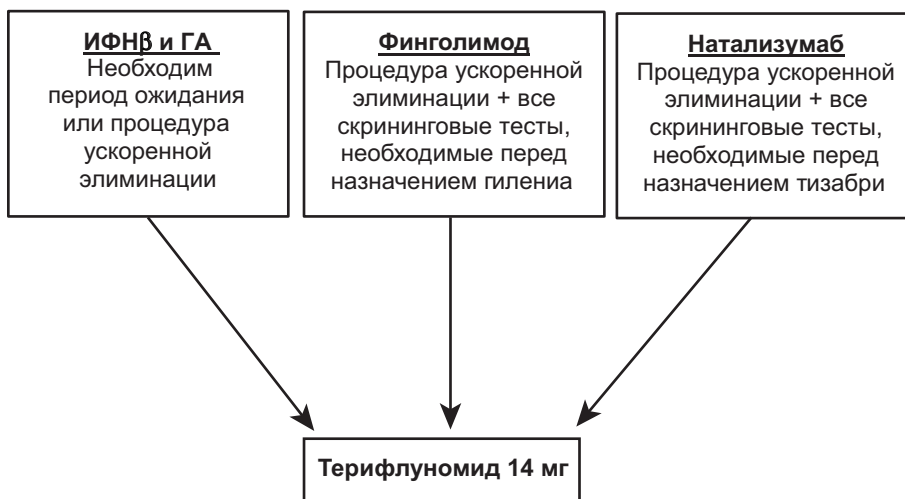 ИФНβ и ГА
Необходим
период ожидания
или процедура
ускоренной
элиминации
Финголимод
Процедура ускоренной
элиминации + все
скрининговые тесты,
необходимые перед
назначением гилениа
Натализумаб
Процедура ускоренной
элиминации + все
скрининговые тесты,
необходимые перед
назначением тизабри
Терифлуномид 14 мг